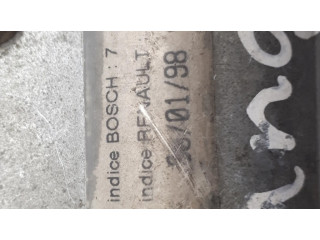 indice BOSCH : 7
indice RENAULT
/01/98